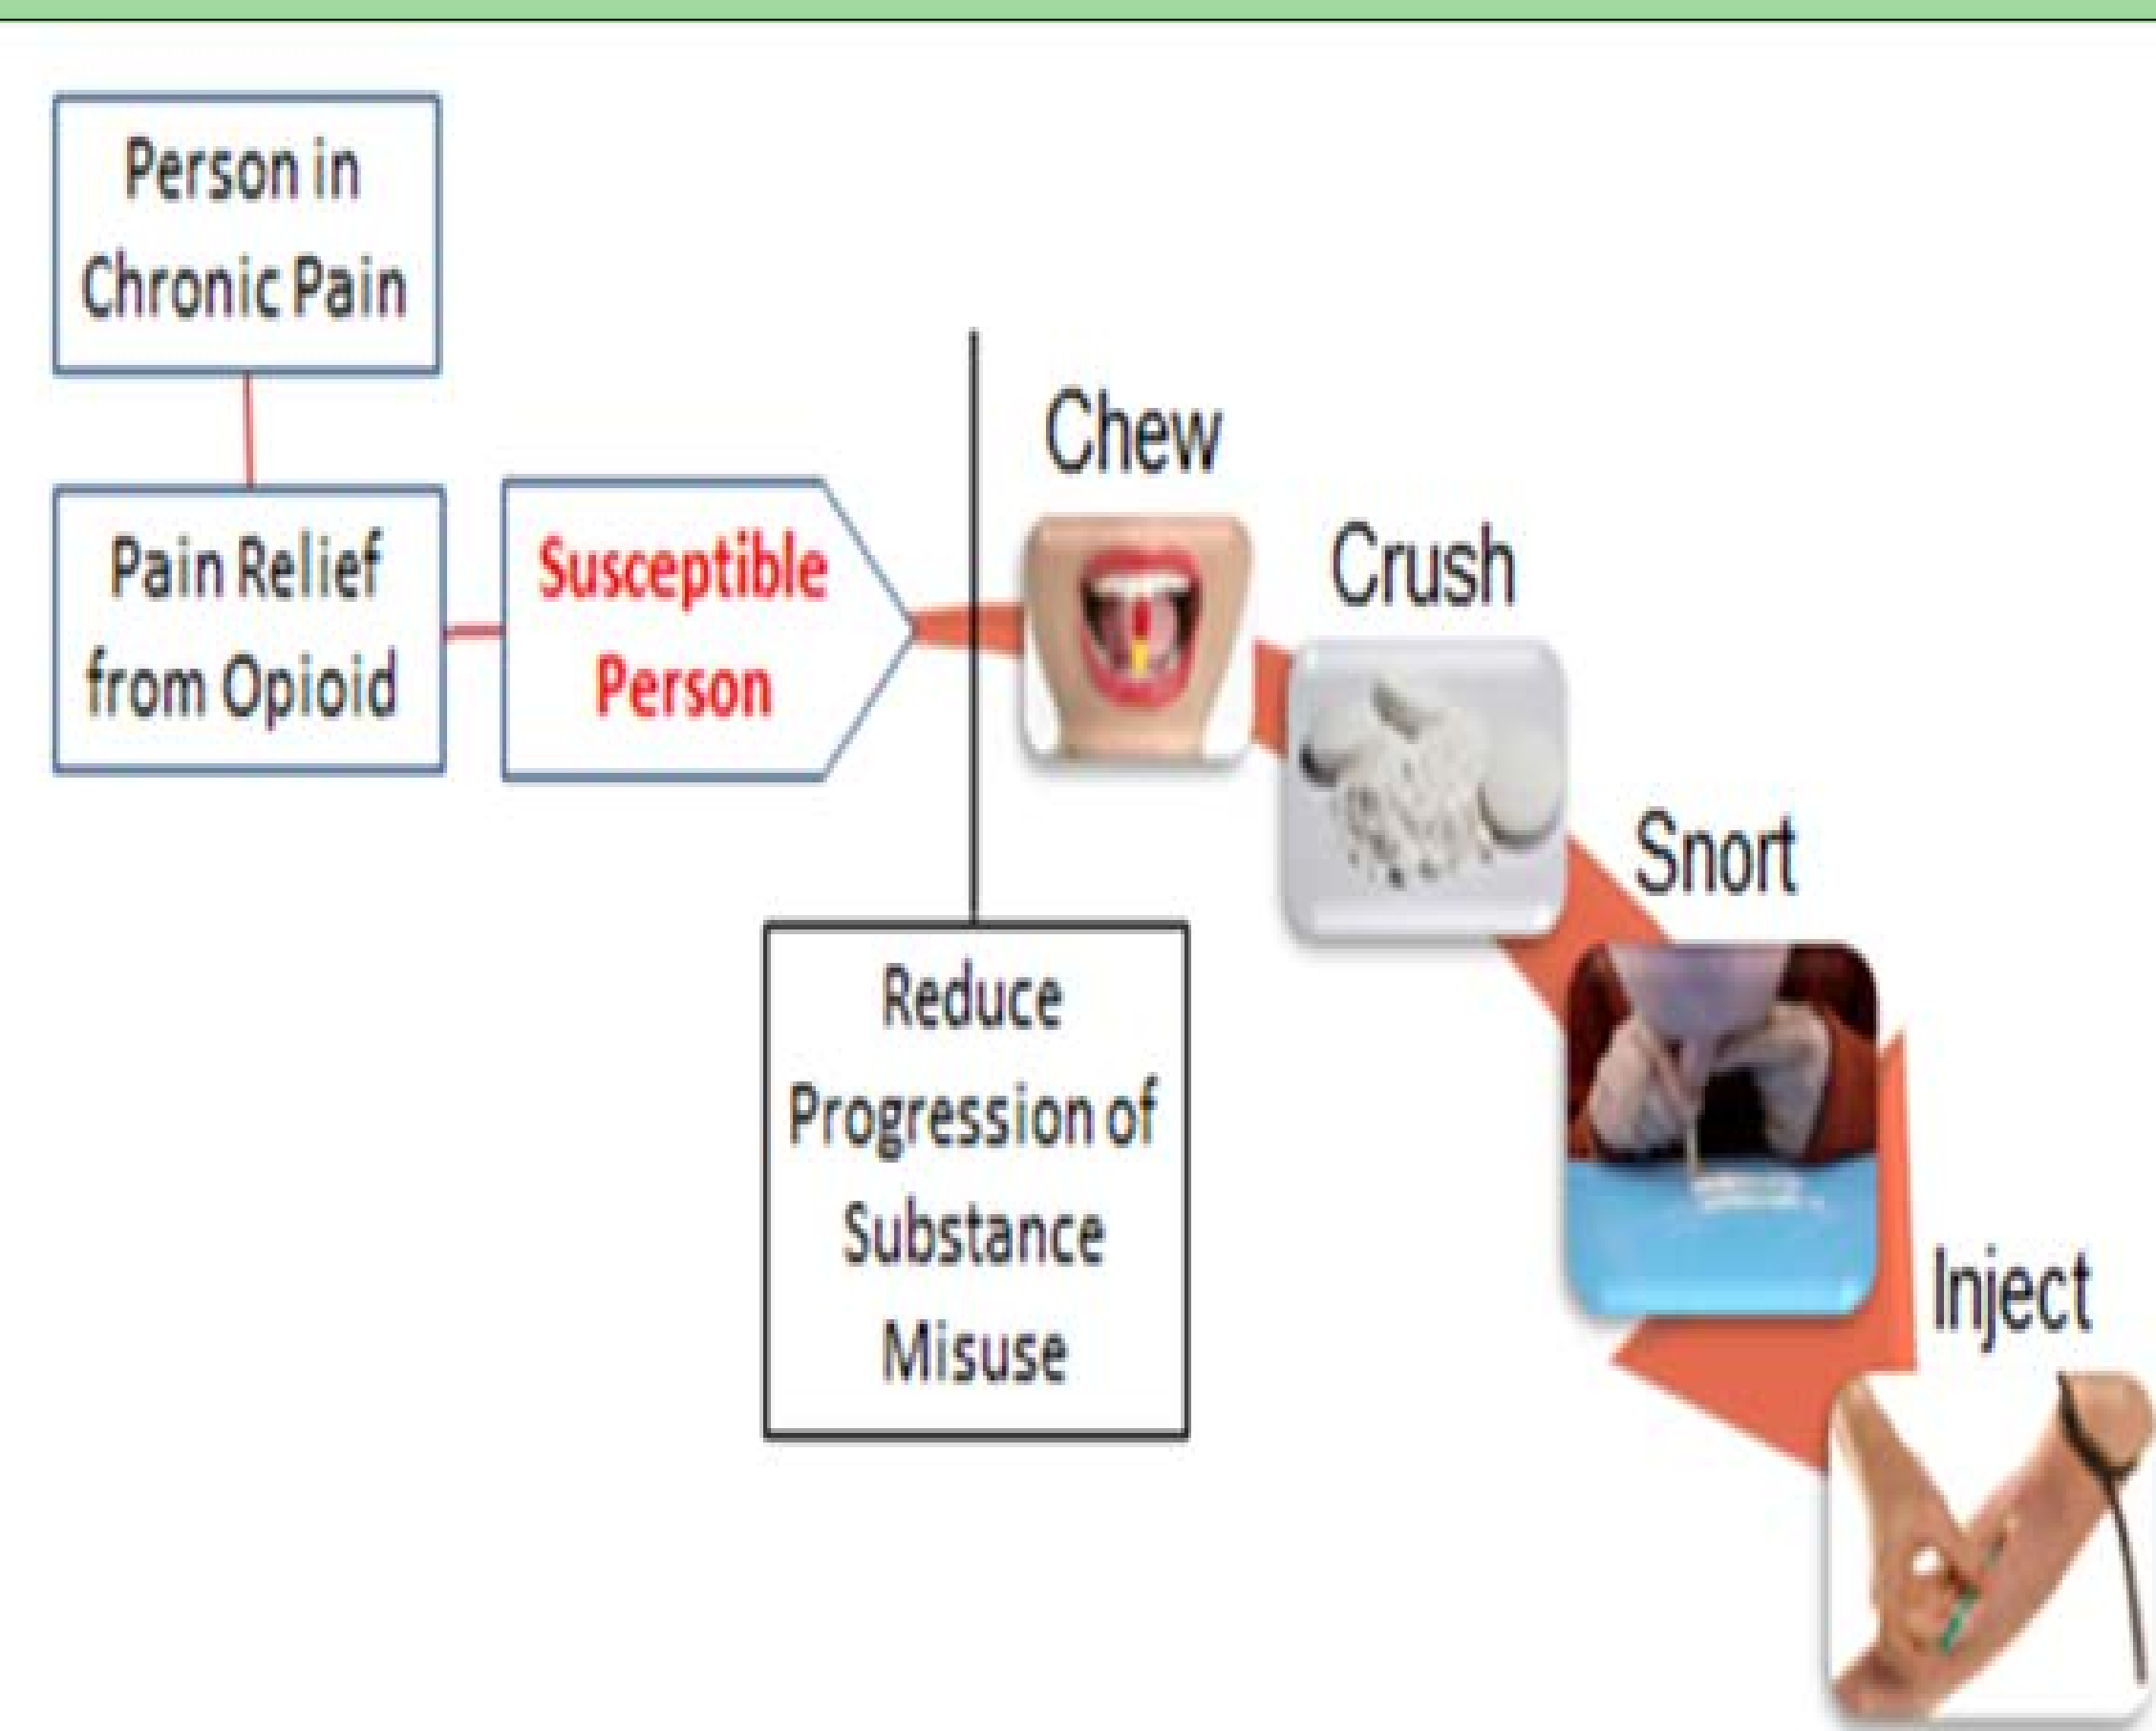 Person in
Chronic Pain
Pain Relief
from Opioid
Susceptible
Person
Chew
Crush
Snort
Inject
Reduce
Progression of
Substance
Misuse